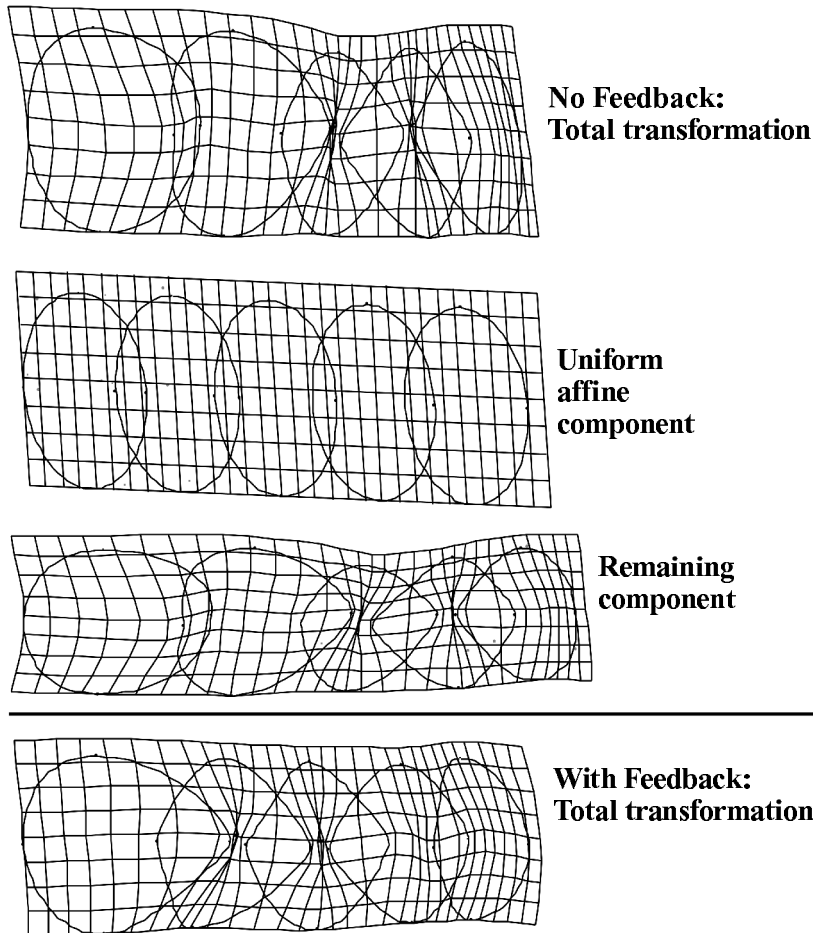 No Feedback:
Total transformation
Uniform
affine
component
Remaining
component
With Feedback:
Total transformation